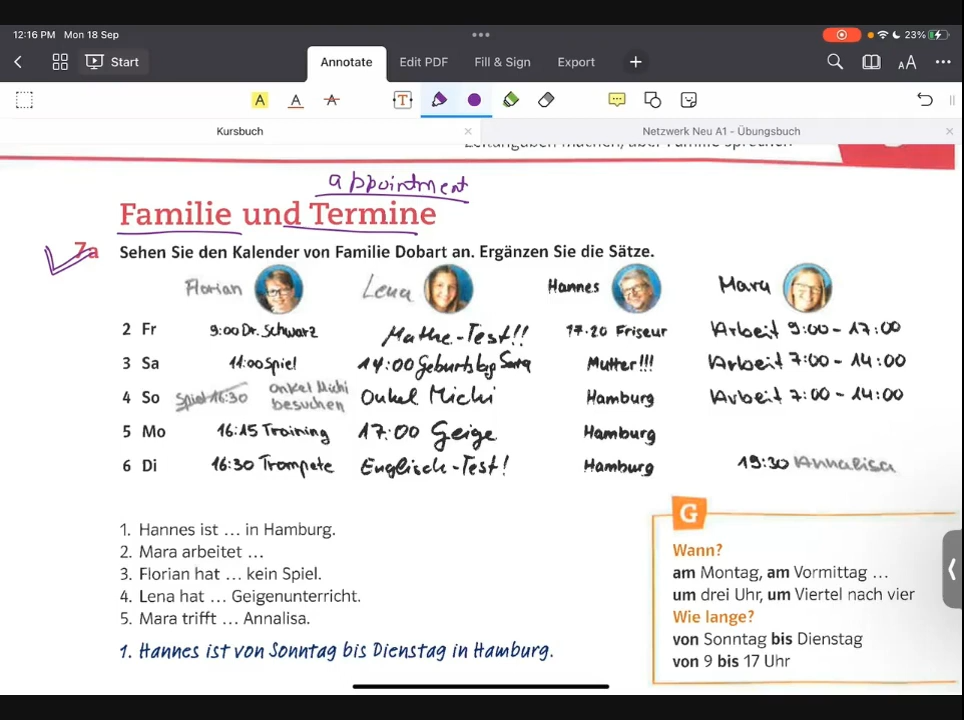 12:16 PM Mon 18 Sep
23%
Start
Annotate
Edit PDF
Fill & Sign
Export
Kursbuch
Netzwerk Neu A1 - Übungsbuch
appointment
Familie und Termine
7a Sehen Sie den Kalender von Familie Dobart an. Ergänzen Sie die Sätze.
Florian Lena Hannes Mara
2 Fr 9:00 Dr. Schwarz Mathe-Test!! 17:20 Friseur Arbeit 9:00 - 17:00
3 Sa 11:00 Spiel 14:00 Geburtstag Mutter!!! Arbeit 7:00 - 14:00
4 So Spiel 16:30 Onkel Michi besuchen Onkel Michi Hamburg Arbeit 7:00 - 14:00
5 Mo 16:15 Training 17:00 Geige Hamburg
6 Di 16:30 Trompete Englisch-Test! Hamburg 19:30 Annalisa
1. Hannes ist ... in Hamburg.
2. Mara arbeitet ...
3. Florian hat ... kein Spiel.
4. Lena hat ... Geigenunterricht.
5. Mara trifft ... Annalisa.
1. Hannes ist von Sonntag bis Dienstag in Hamburg.
G
Wann?
am Montag, am Vormittag ...
um drei Uhr, um Viertel nach vier
Wie lange?
von Sonntag bis Dienstag
von 9 bis 17 Uhr